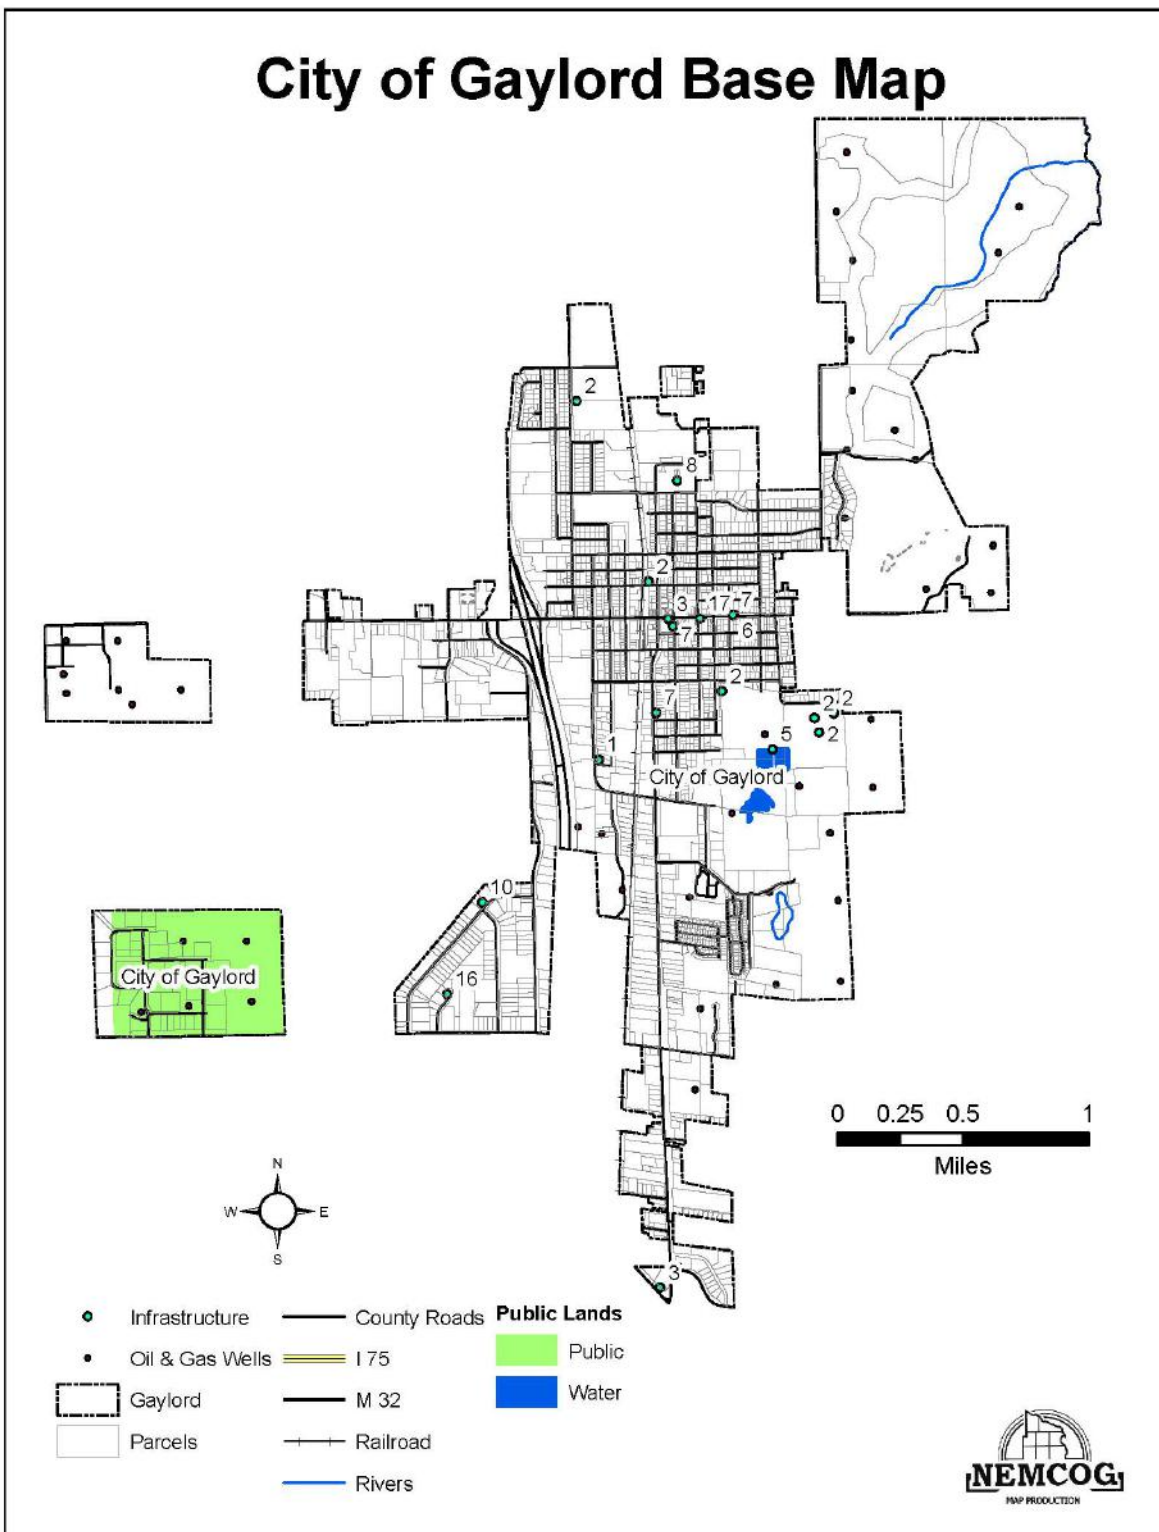 City of Gaylord Base Map
2
8
2
3
17
7
7
6
2
7
2
2
2
5
1
City of Gaylord
10
City of Gaylord
16
0 0.25 0.5 1
Miles
N
W E
S
3
Infrastructure
Oil & Gas Wells
Gaylord
Parcels
County Roads
I 75
M 32
Railroad
Rivers
Public Lands
Public
Water
NEMCOG
MAP PRODUCTION